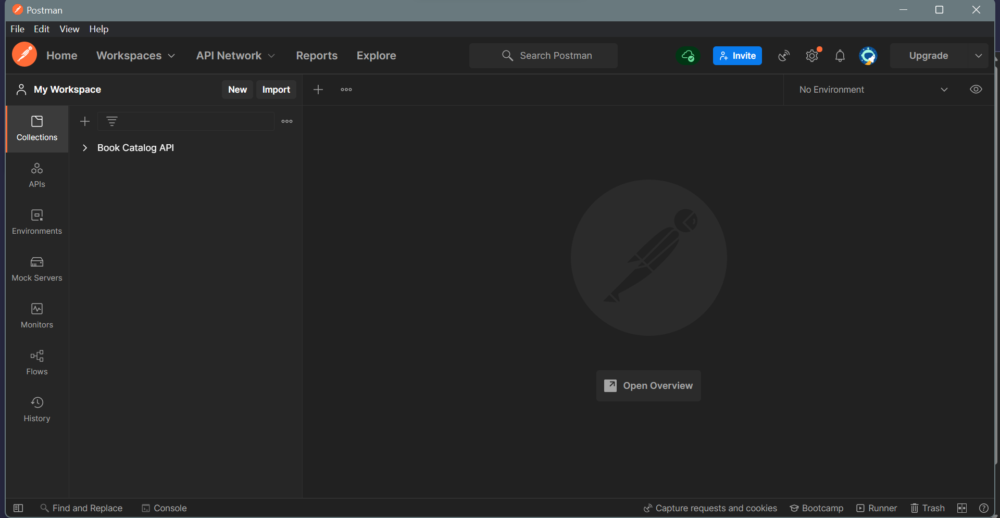 Postman
File Edit View Help
Home Workspaces API Network Reports Explore Search Postman Invite Upgrade
My Workspace New Import No Environment
Collections
Book Catalog API
APIs
Environments
Mock Servers
Monitors
Flows
Open Overview
History
Find and Replace Console Capture requests and cookies Bootcamp Runner Trash